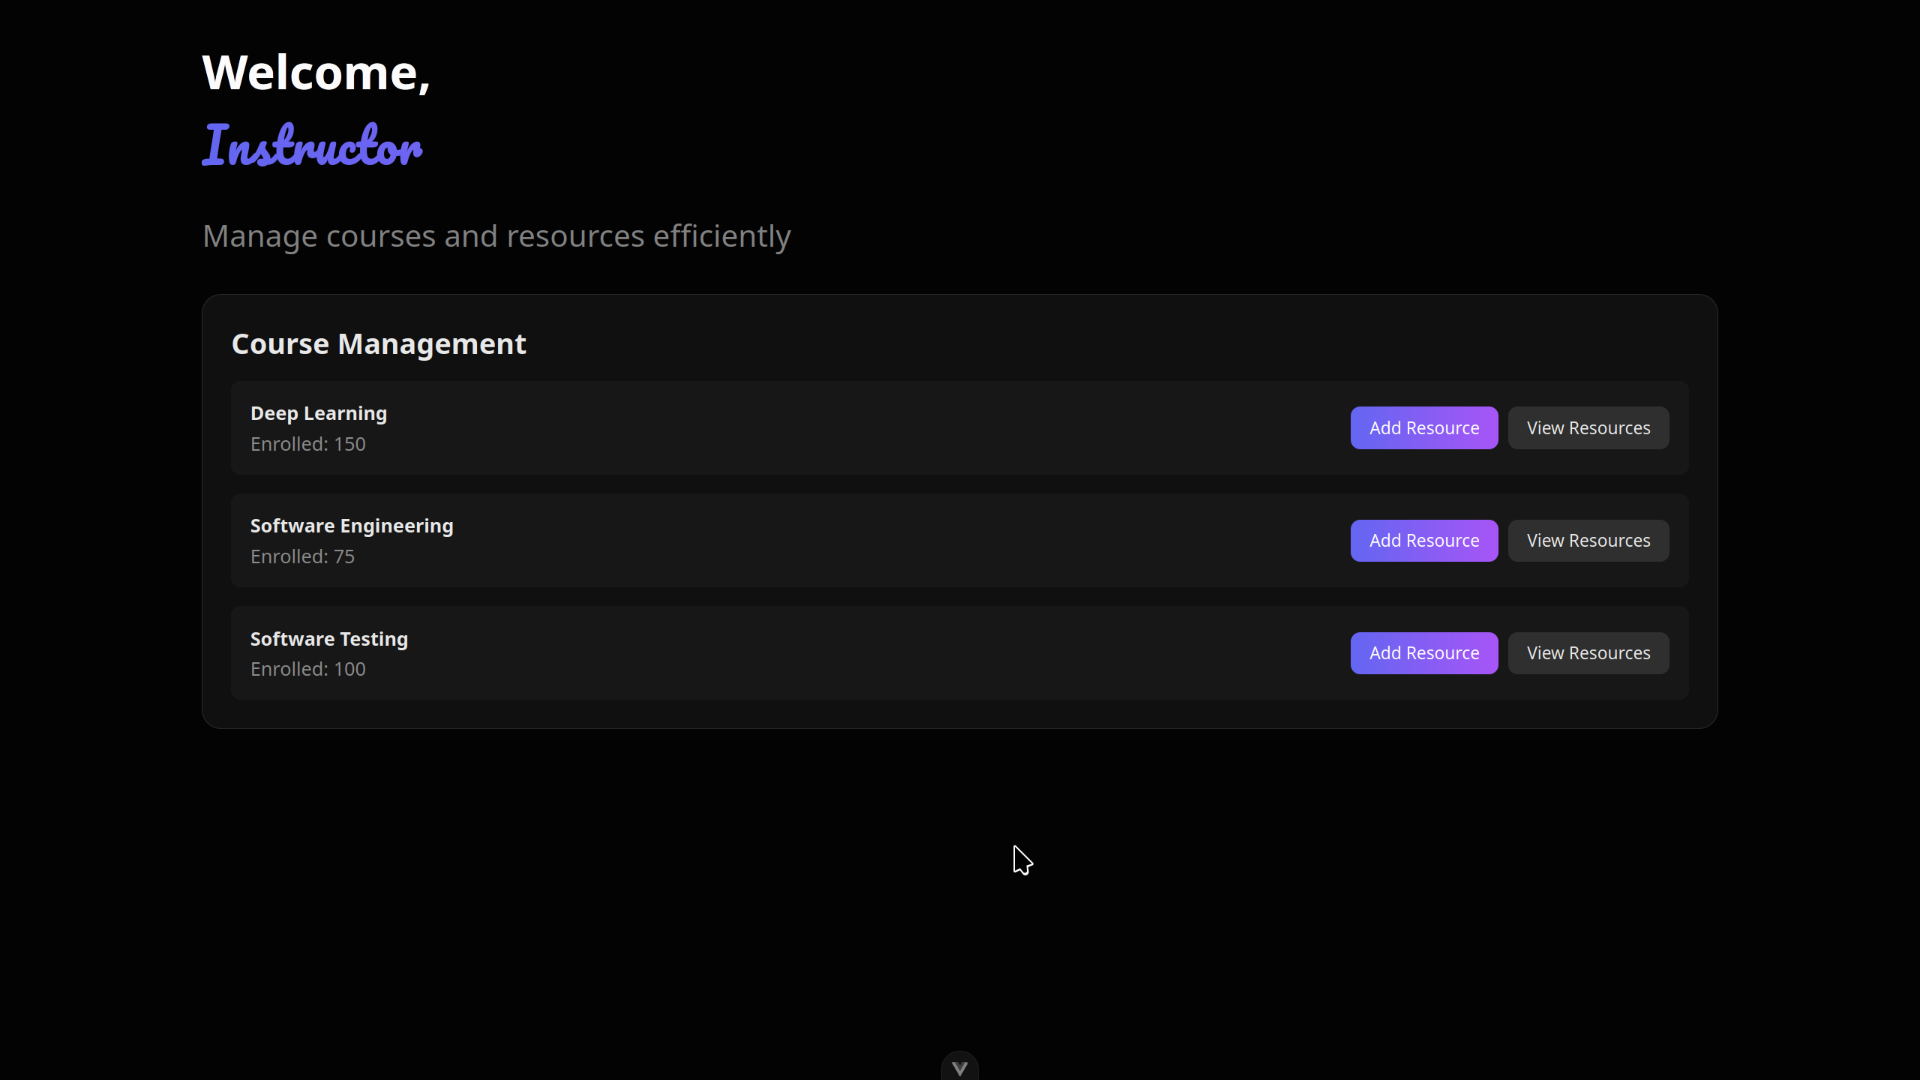 Welcome,
Instructor
Manage courses and resources efficiently
Course Management
Deep Learning
Enrolled: 150
Add Resource
View Resources
Software Engineering
Enrolled: 75
Add Resource
View Resources
Software Testing
Enrolled: 100
Add Resource
View Resources